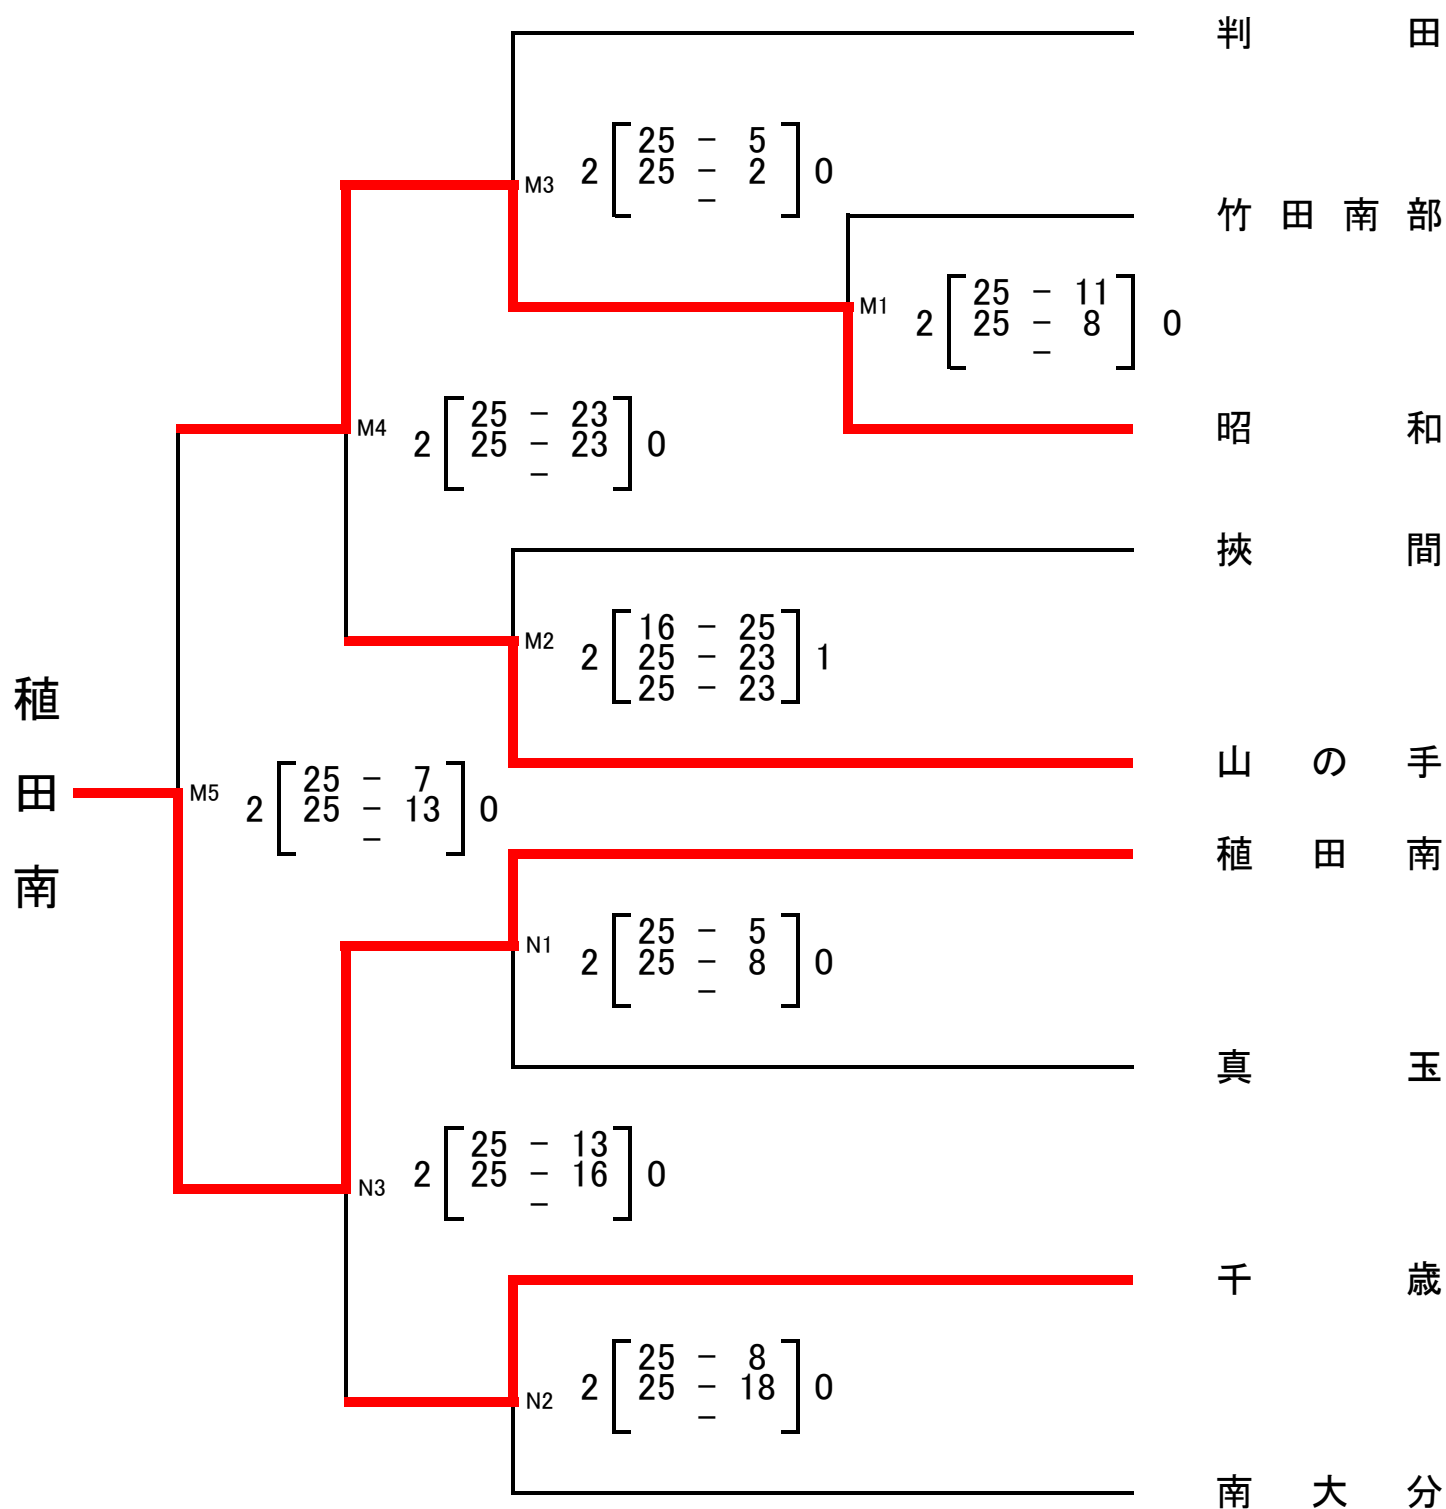 判田
25 - 5
M3 2 25 - 2 0
-
竹田南部
25 - 11
M1 2 25 - 8 0
-
昭和
25 - 23
M4 2 25 - 23 0
-
挾間
16 - 25
M2 2 25 - 23 1
25 - 23
山の手
稙田南
25 - 7
M5 2 25 - 13 0
-
稙田南
25 - 5
N1 2 25 - 8 0
-
真玉
25 - 13
N3 2 25 - 16 0
-
千歳
25 - 8
N2 2 25 - 18 0
-
南大分